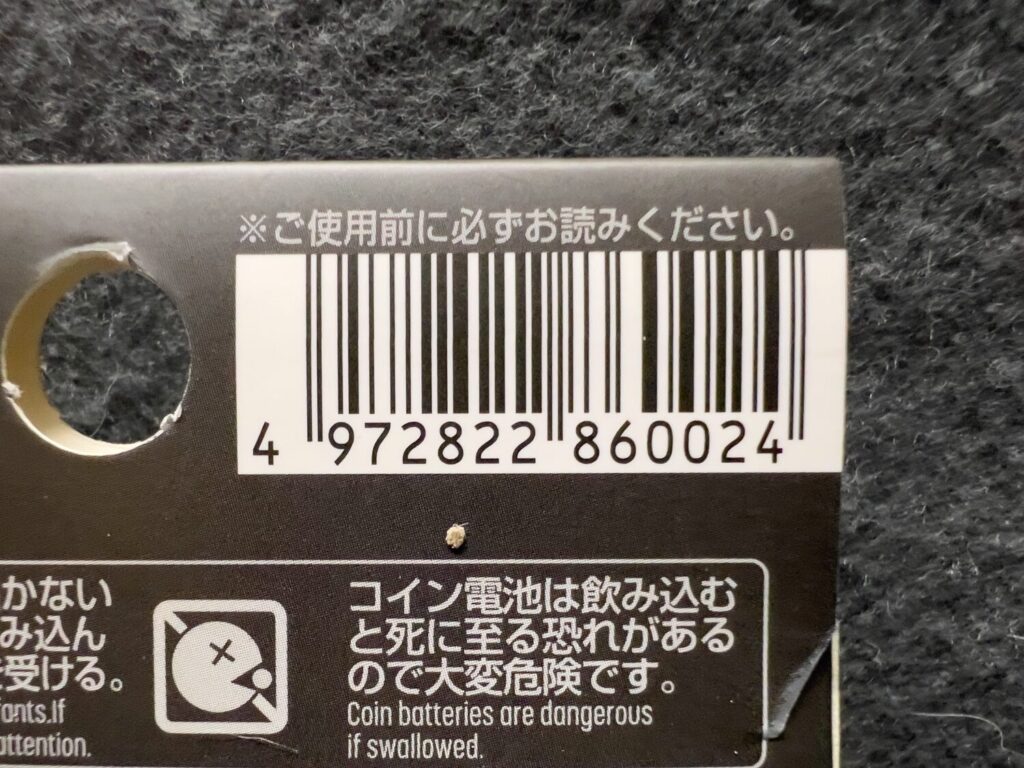 ※ご使用前に必ずお読みください。
4 972822 860024
かない
み込ん
受ける。
ants.If
attention.
コイン電池は飲み込む
と死に至る恐れがある
ので大変危険です。
Coin batteries are dangerous
if swallowed.